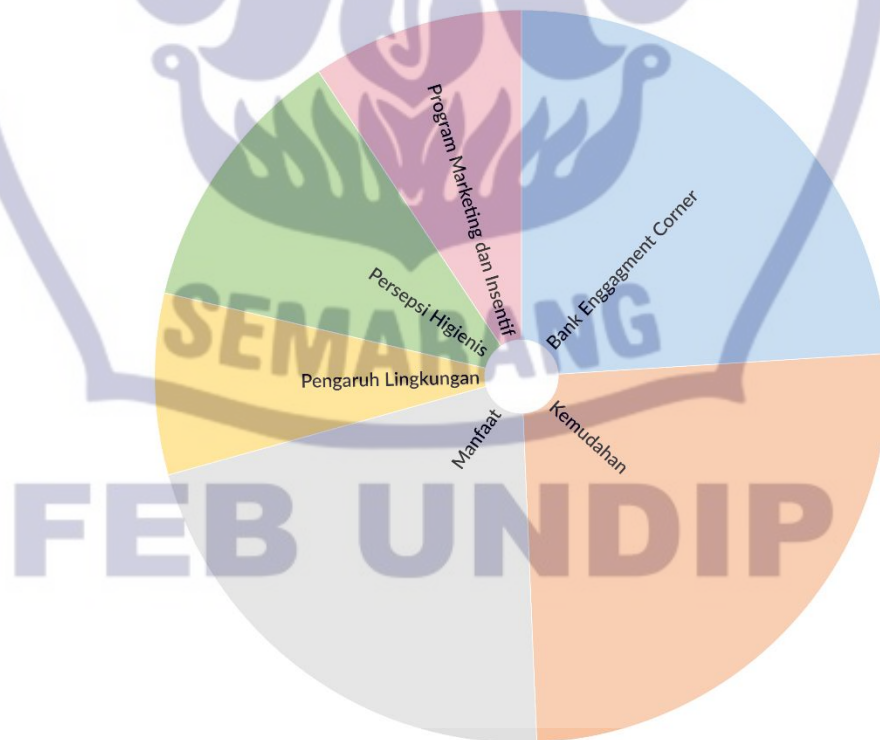 Program Marketing dan Insentif
Bank Enggagment Corner
Persepsi Higienis
Pengaruh Lingkungan
Manfaat
Kemudahan
SEMARANG
FEB UNDIP